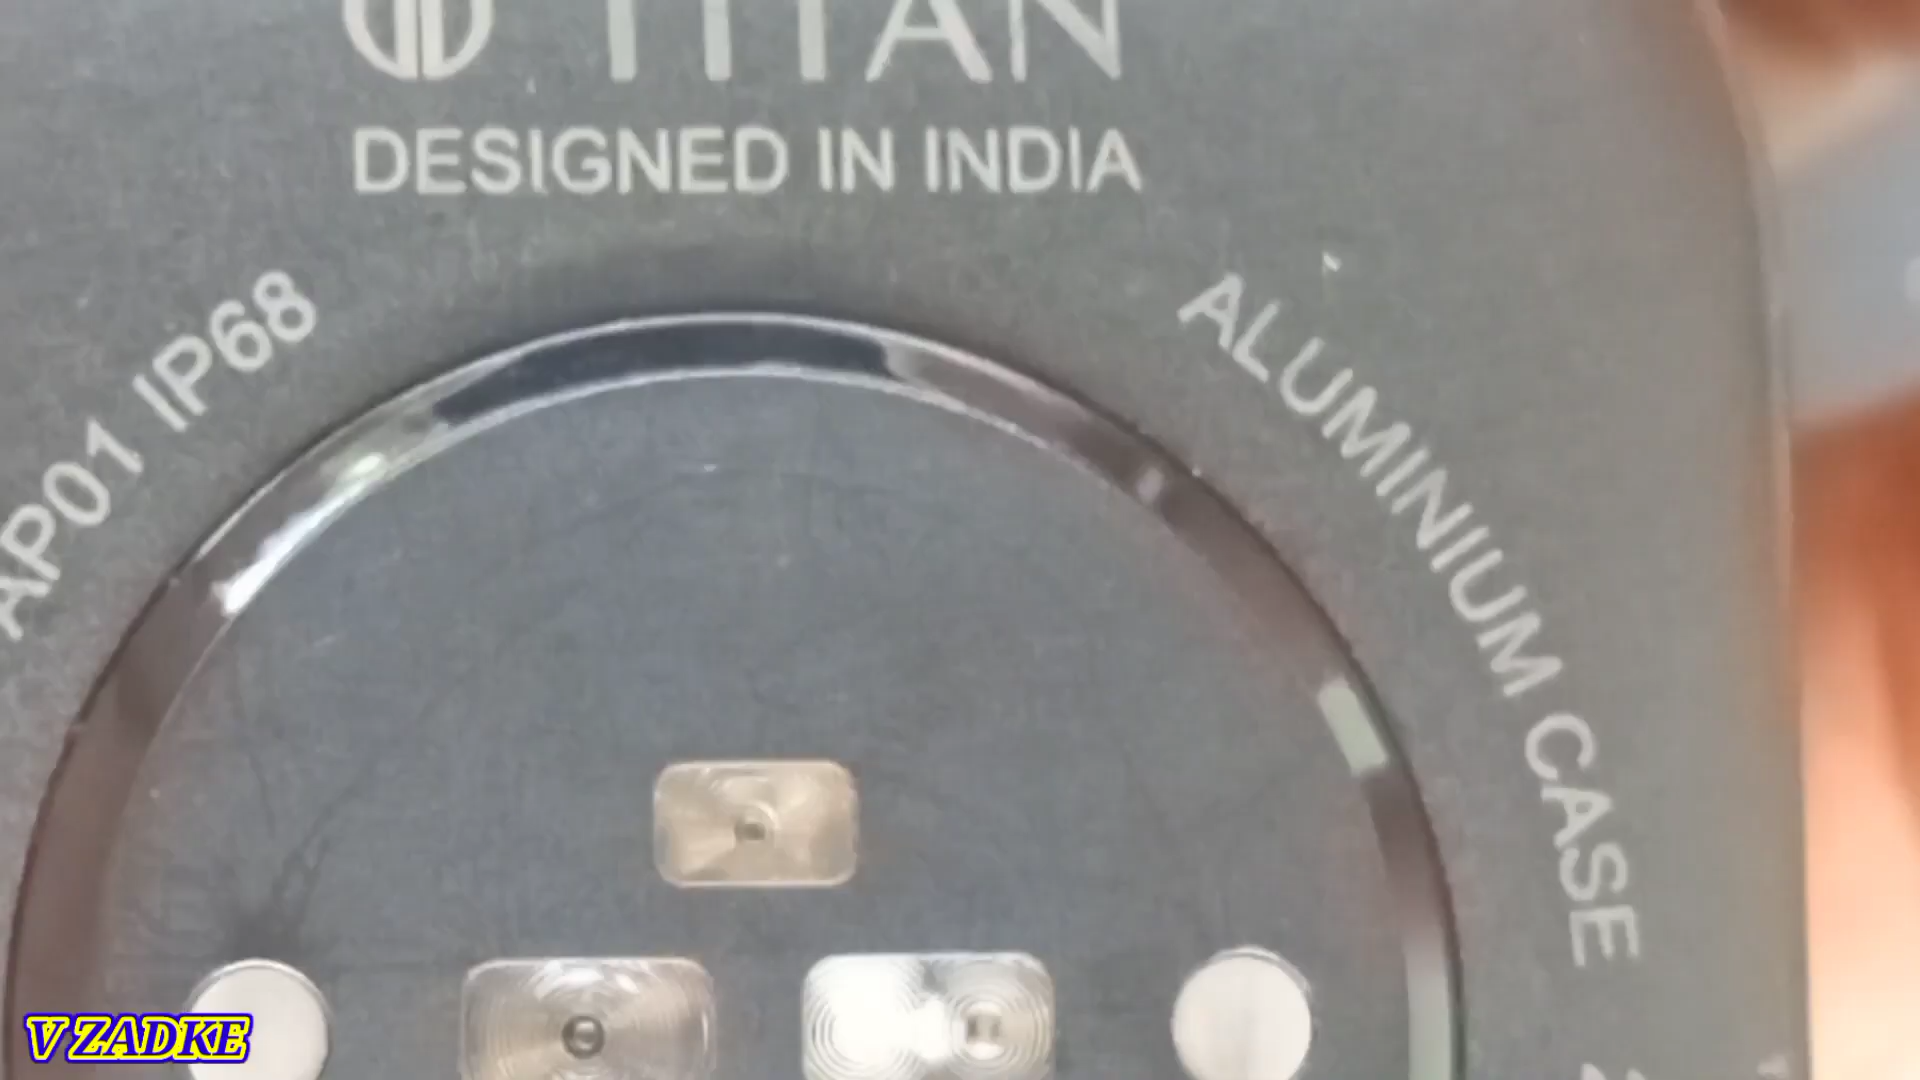 TITAN
DESIGNED IN INDIA
AP01 IP68
ALUMINIUM CASE
V ZADKE